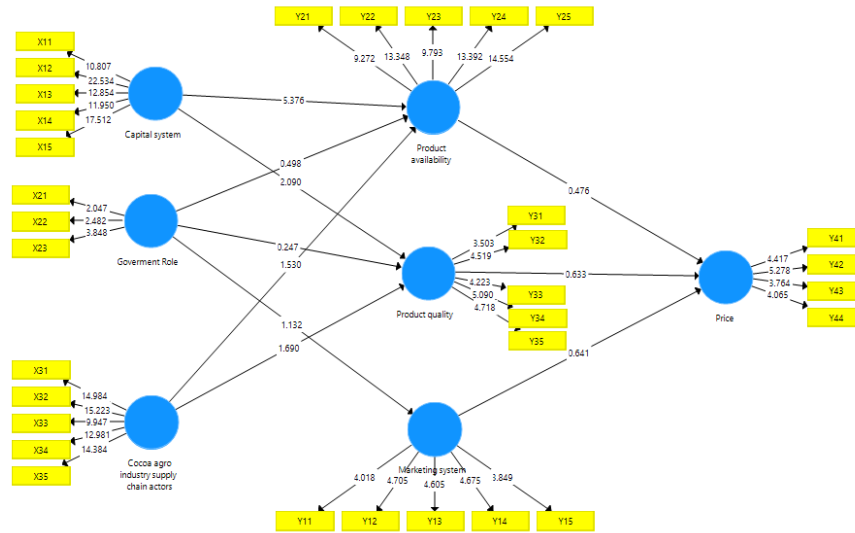 Y21
Y22
Y23
Y24
Y25
9.272
13.348
9.793
13.392
14.554
X11
X12
X13
X14
X15
10.807
22.534
12.854
11.950
17.512
Capital system
5.376
Product
availability
0.498
2.090
X21
X22
X23
2.047
2.482
3.848
Goverment Role
0.247
1.530
0.476
Y31
Y32
3.503
4.519
4.223
5.090
4.718
Y33
Y34
Y35
Product quality
0.633
Y41
Y42
Y43
Y44
4.417
5.278
3.764
4.065
Price
1.132
1.690
0.641
X31
X32
X33
X34
X35
14.984
15.223
9.947
12.981
14.384
Cocoa agro
industry supply
chain actors
Marketing system
4.018
4.705
4.605
4.675
3.849
Y11
Y12
Y13
Y14
Y15